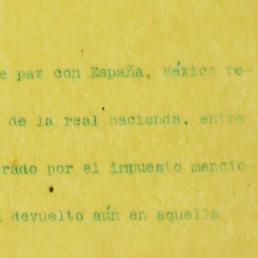 e paz con España, México re-
de la real hacienda, entre
rado por el impuesto mencio-
devuelto aún en aquella